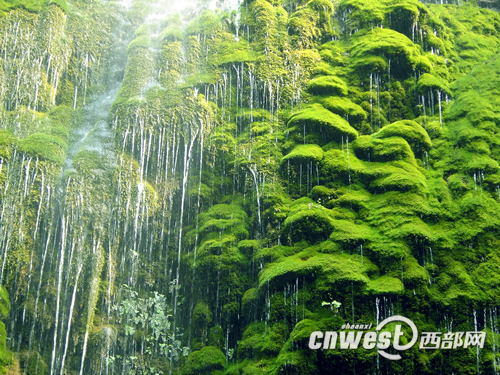 shaanxi
cnwest 西部网